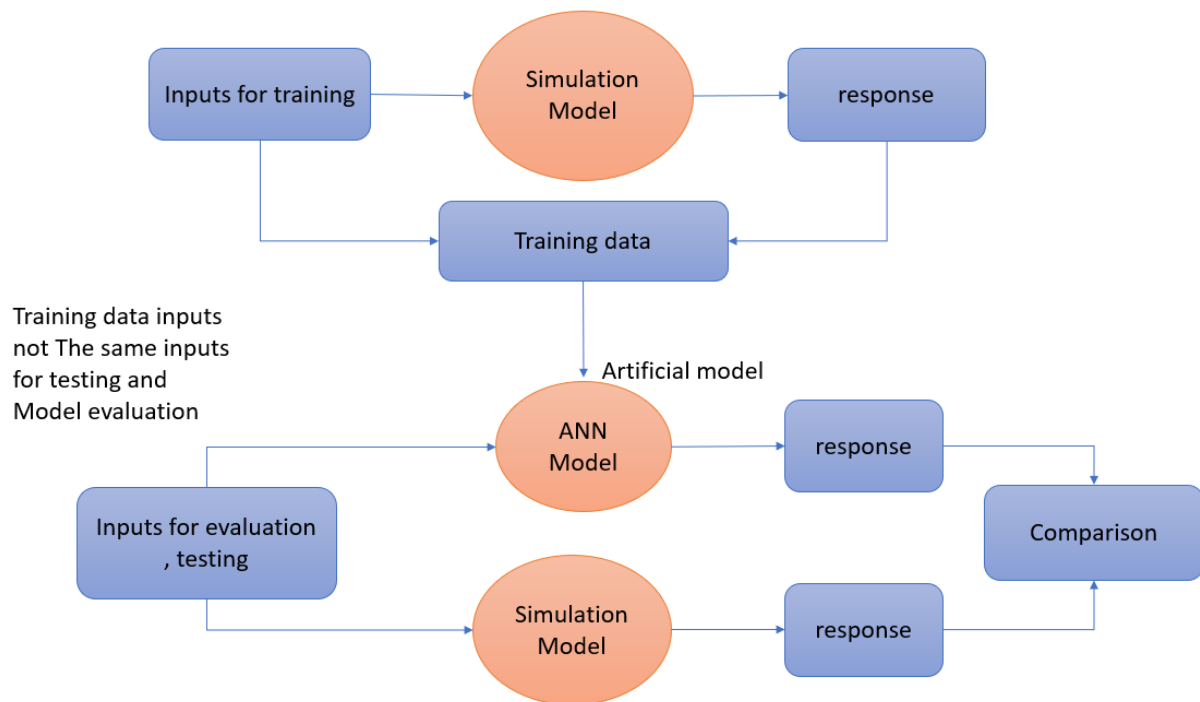 Inputs for training
Simulation
Model
response
Training data
Training data inputs
not The same inputs
for testing and
Model evaluation
Artificial model
ANN
Model
response
Inputs for evaluation
, testing
Comparison
Simulation
Model
response